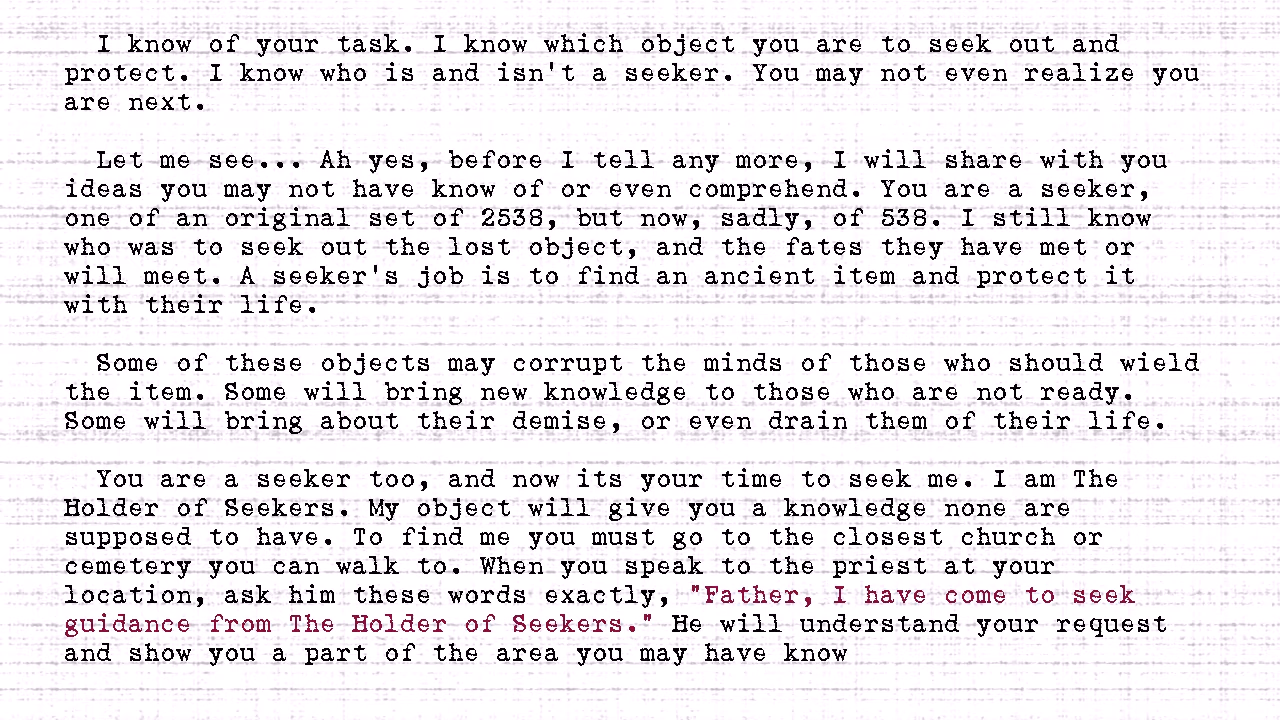 I know of your task. I know which object you are to seek out and
protect. I know who is and isn't a seeker. You may not even realize you
are next.
Let me see... Ah yes, before I tell any more, I will share with you
ideas you may not have know of or even comprehend. You are a seeker,
one of an original set of 2538, but now, sadly, of 538. I still know
who was to seek out the lost object, and the fates they have met or
will meet. A seeker's job is to find an ancient item and protect it
with their life.
Some of these objects may corrupt the minds of those who should wield
the item. Some will bring new knowledge to those who are not ready.
Some will bring about their demise, or even drain them of their life.
You are a seeker too, and now its your time to seek me. I am The
Holder of Seekers. My object will give you a knowledge none are
supposed to have. To find me you must go to the closest church or
cemetery you can walk to. When you speak to the priest at your
location, ask him these words exactly, "Father, I have come to seek
guidance from The Holder of Seekers." He will understand your request
and show you a part of the area you may have know